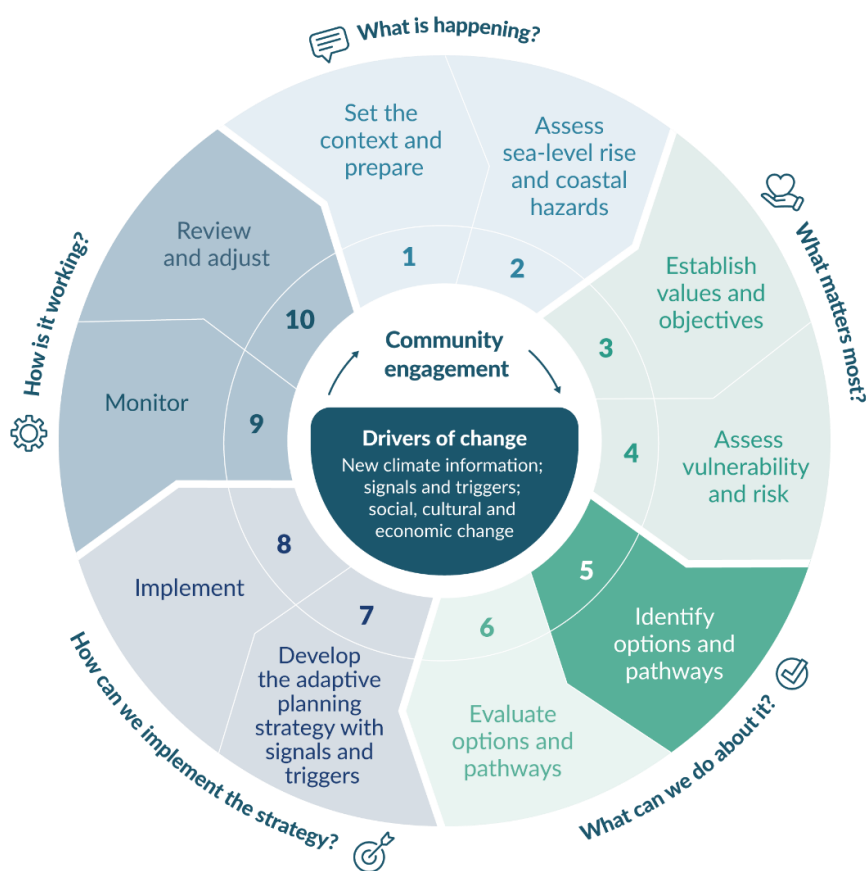 What is happening?
Set the
context and
prepare
1
Assess
sea-level rise
and coastal
hazards
2
What matters most?
Establish
values and
objectives
3
Assess
vulnerability
and risk
4
What can we do about it?
Identify
options and
pathways
5
Evaluate
options and
pathways
6
How can we implement the strategy?
Develop
the adaptive
planning
strategy with
signals and
triggers
7
Implement
8
How is it working?
Monitor
9
Review
and adjust
10
Community
engagement
Drivers of change
New climate information;
signals and triggers;
social, cultural and
economic change